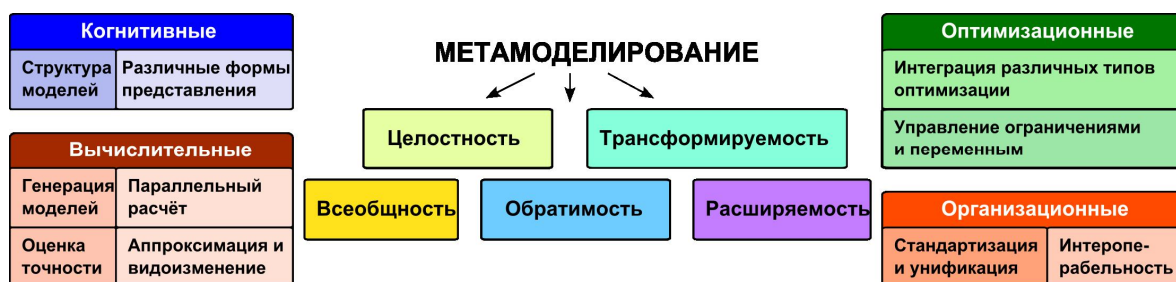 Когнитивные
Структура
моделей
Различные формы
представления
Вычислительные
Генерация
моделей
Параллельный
расчёт
Оценка
точности
Аппроксимация и
видоизменение
МЕТАМОДЕЛИРОВАНИЕ
Целостность
Трансформируемость
Всеобщность
Обратимость
Расширяемость
Оптимизационные
Интеграция различных типов
оптимизации
Управление ограничениями
и переменным
Организационные
Стандартизация
и унификация
Интеропе-
рабельность